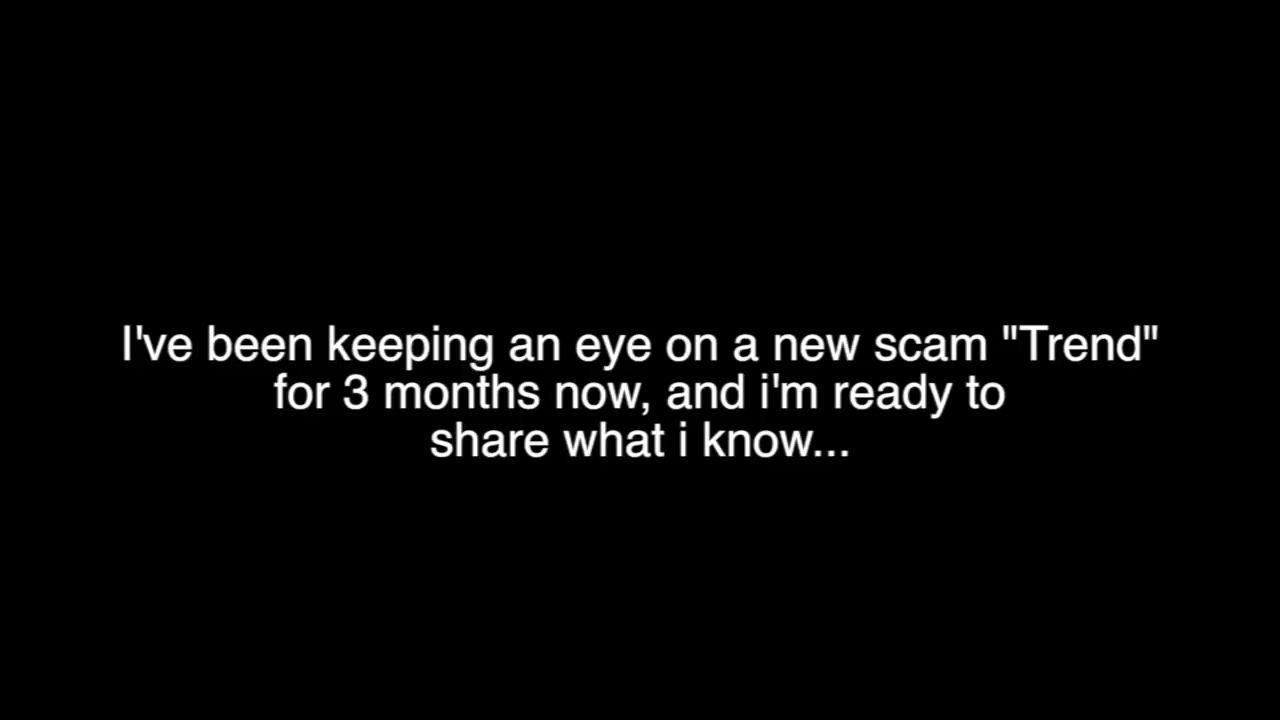 I've been keeping an eye on a new scam "Trend"
for 3 months now, and i'm ready to
share what i know...